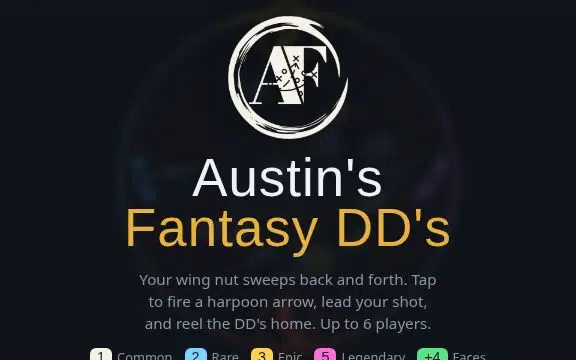 AF
Austin's
Fantasy DD's
Your wing nut sweeps back and forth. Tap
to fire a harpoon arrow, lead your shot,
and reel the DD's home. Up to 6 players.
1 Common 2 Rare 3 Epic 5 Legendary +4 Faces